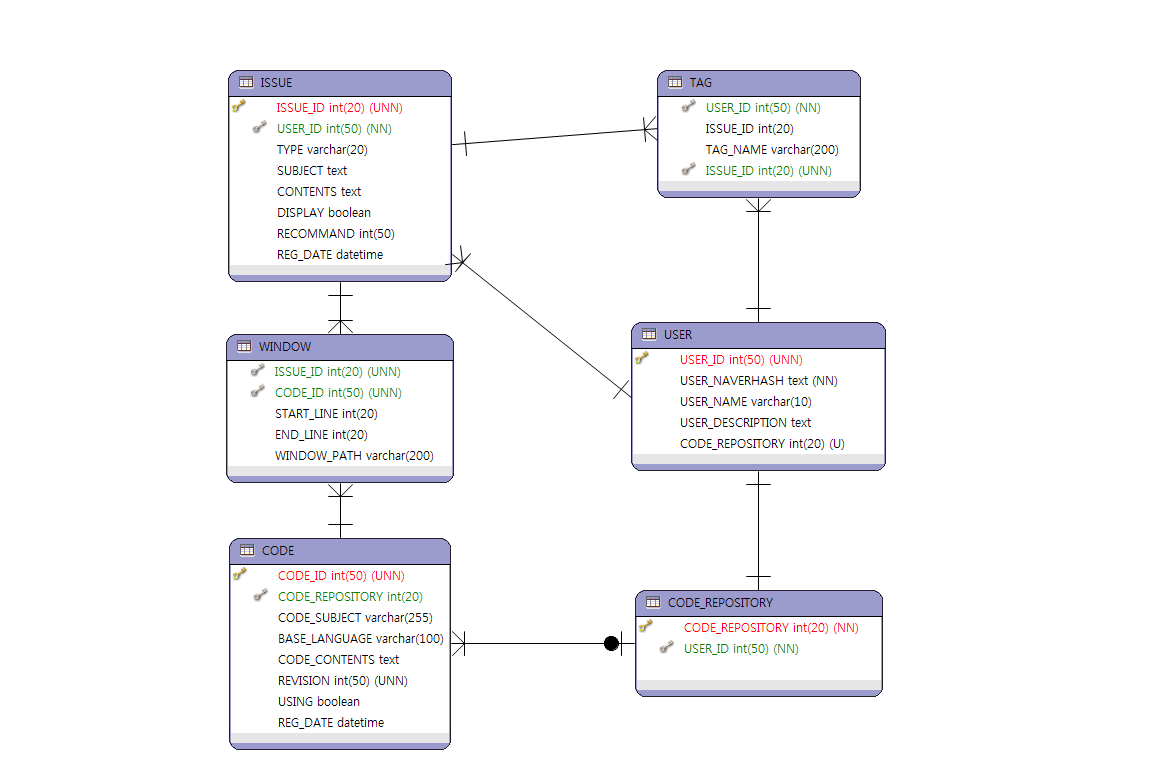 ISSUE
ISSUE_ID int(20) (UNN)
USER_ID int(50) (NN)
TYPE varchar(20)
SUBJECT text
CONTENTS text
DISPLAY boolean
RECOMMAND int(50)
REG_DATE datetime
TAG
USER_ID int(50) (NN)
ISSUE_ID int(20)
TAG_NAME varchar(200)
ISSUE_ID int(20) (UNN)
WINDOW
ISSUE_ID int(20) (UNN)
CODE_ID int(50) (UNN)
START_LINE int(20)
END_LINE int(20)
WINDOW_PATH varchar(200)
USER
USER_ID int(50) (UNN)
USER_NAVERHASH text (NN)
USER_NAME varchar(10)
USER_DESCRIPTION text
CODE_REPOSITORY int(20) (U)
CODE
CODE_ID int(50) (UNN)
CODE_REPOSITORY int(20)
CODE_SUBJECT varchar(255)
BASE_LANGUAGE varchar(100)
CODE_CONTENTS text
REVISION int(50) (UNN)
USING boolean
REG_DATE datetime
CODE_REPOSITORY
CODE_REPOSITORY int(20) (NN)
USER_ID int(50) (NN)